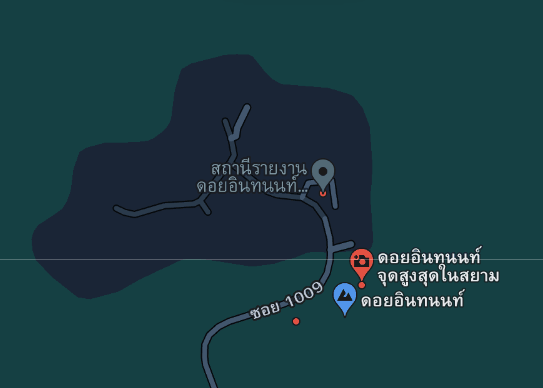 สถานีรายงาน
ดอยอินทนนท์...
ดอยอินทนนท์
จุดสูงสุดในสยาม
ดอยอินทนนท์
ซอย 1009